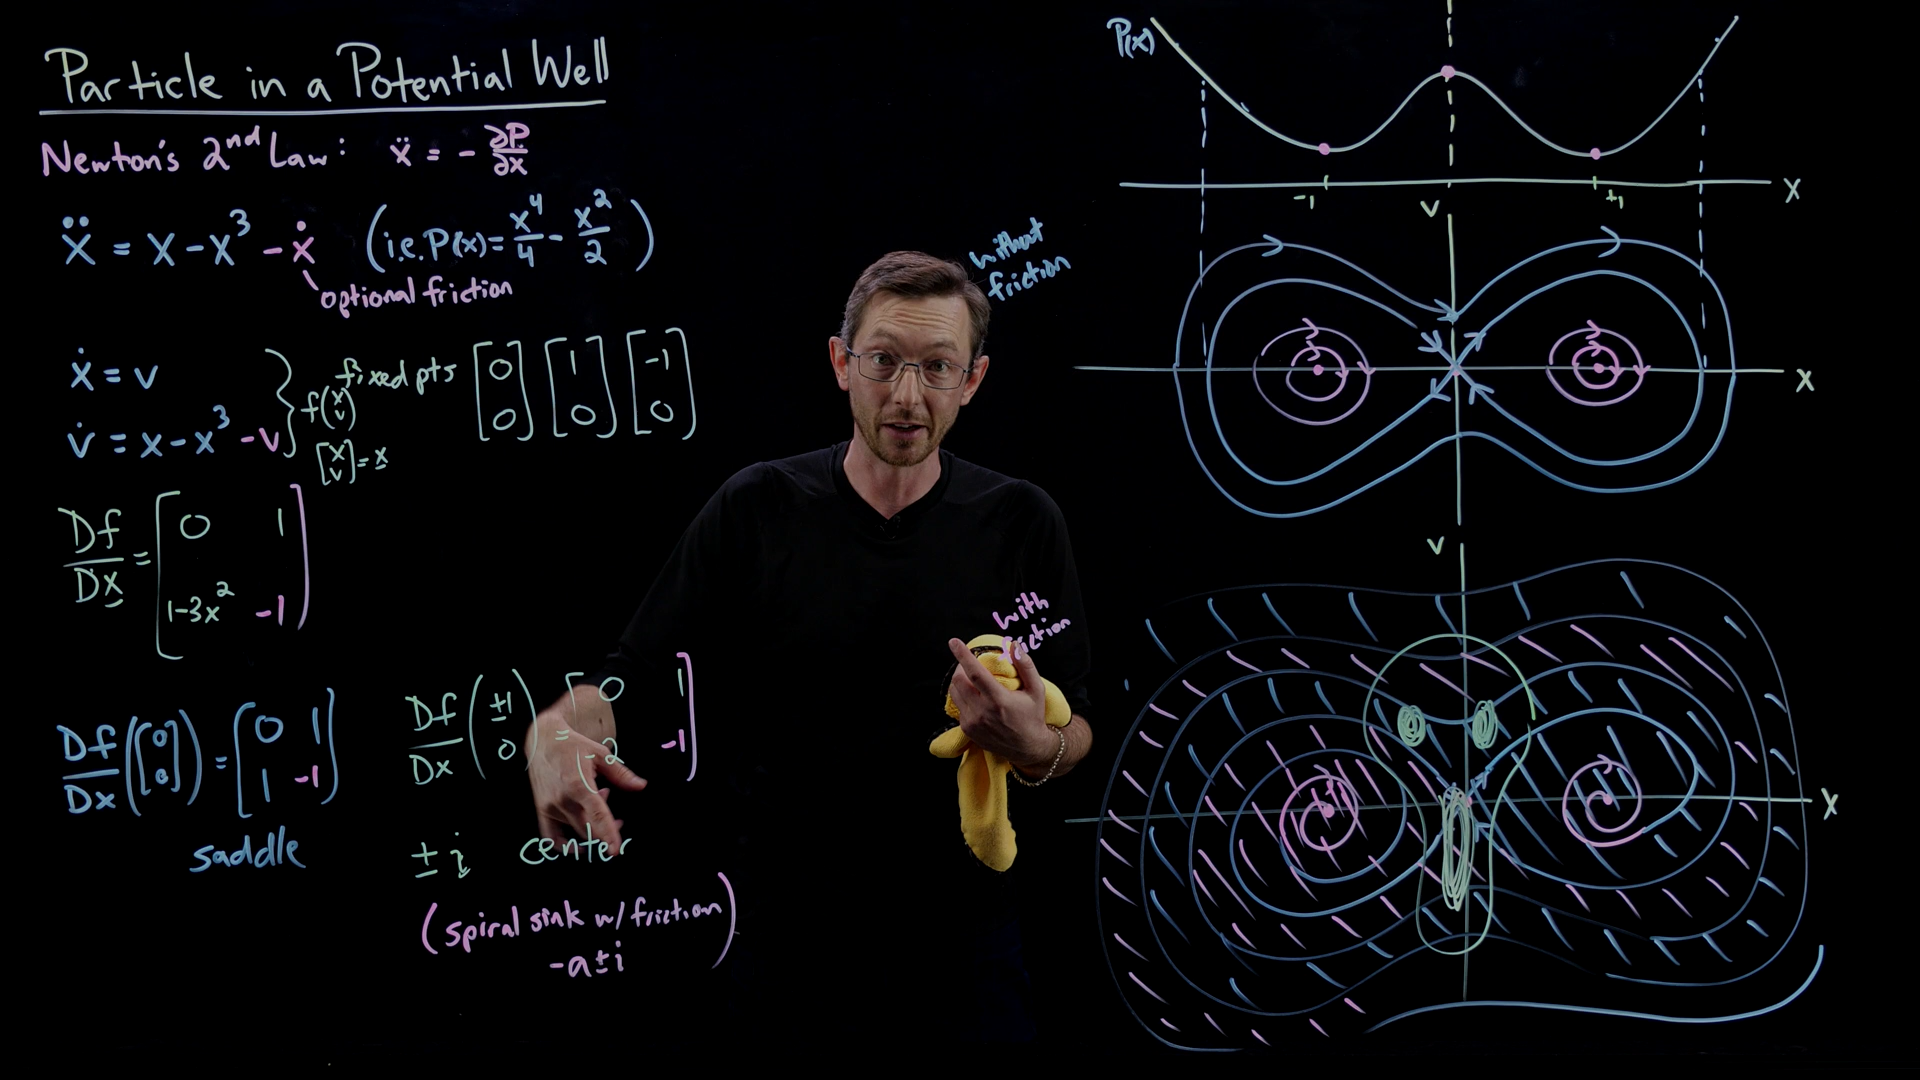 Particle in a Potential Well
Newton's 2nd Law: ẍ = - ∂P/∂x
ẍ = x - x³ - ẋ (i.e. P(x) = x⁴/4 - x²/2)
optional friction
ẋ = v
v̇ = x - x³ - v
f(x v)
[x v] = x
fixed pts [0 0] [1 0] [-1 0]
Df/Dx = [0 1 1-3x² -1]
Df/Dx([0 0]) = [0 1 1 -1]
saddle
Df/Dx(±1 0) = [0 1 -2 -1]
± i center
(spiral sink w/ friction)
-a±i
without
friction
with
friction
P(x)
-1
+1
x
v
x
v
x